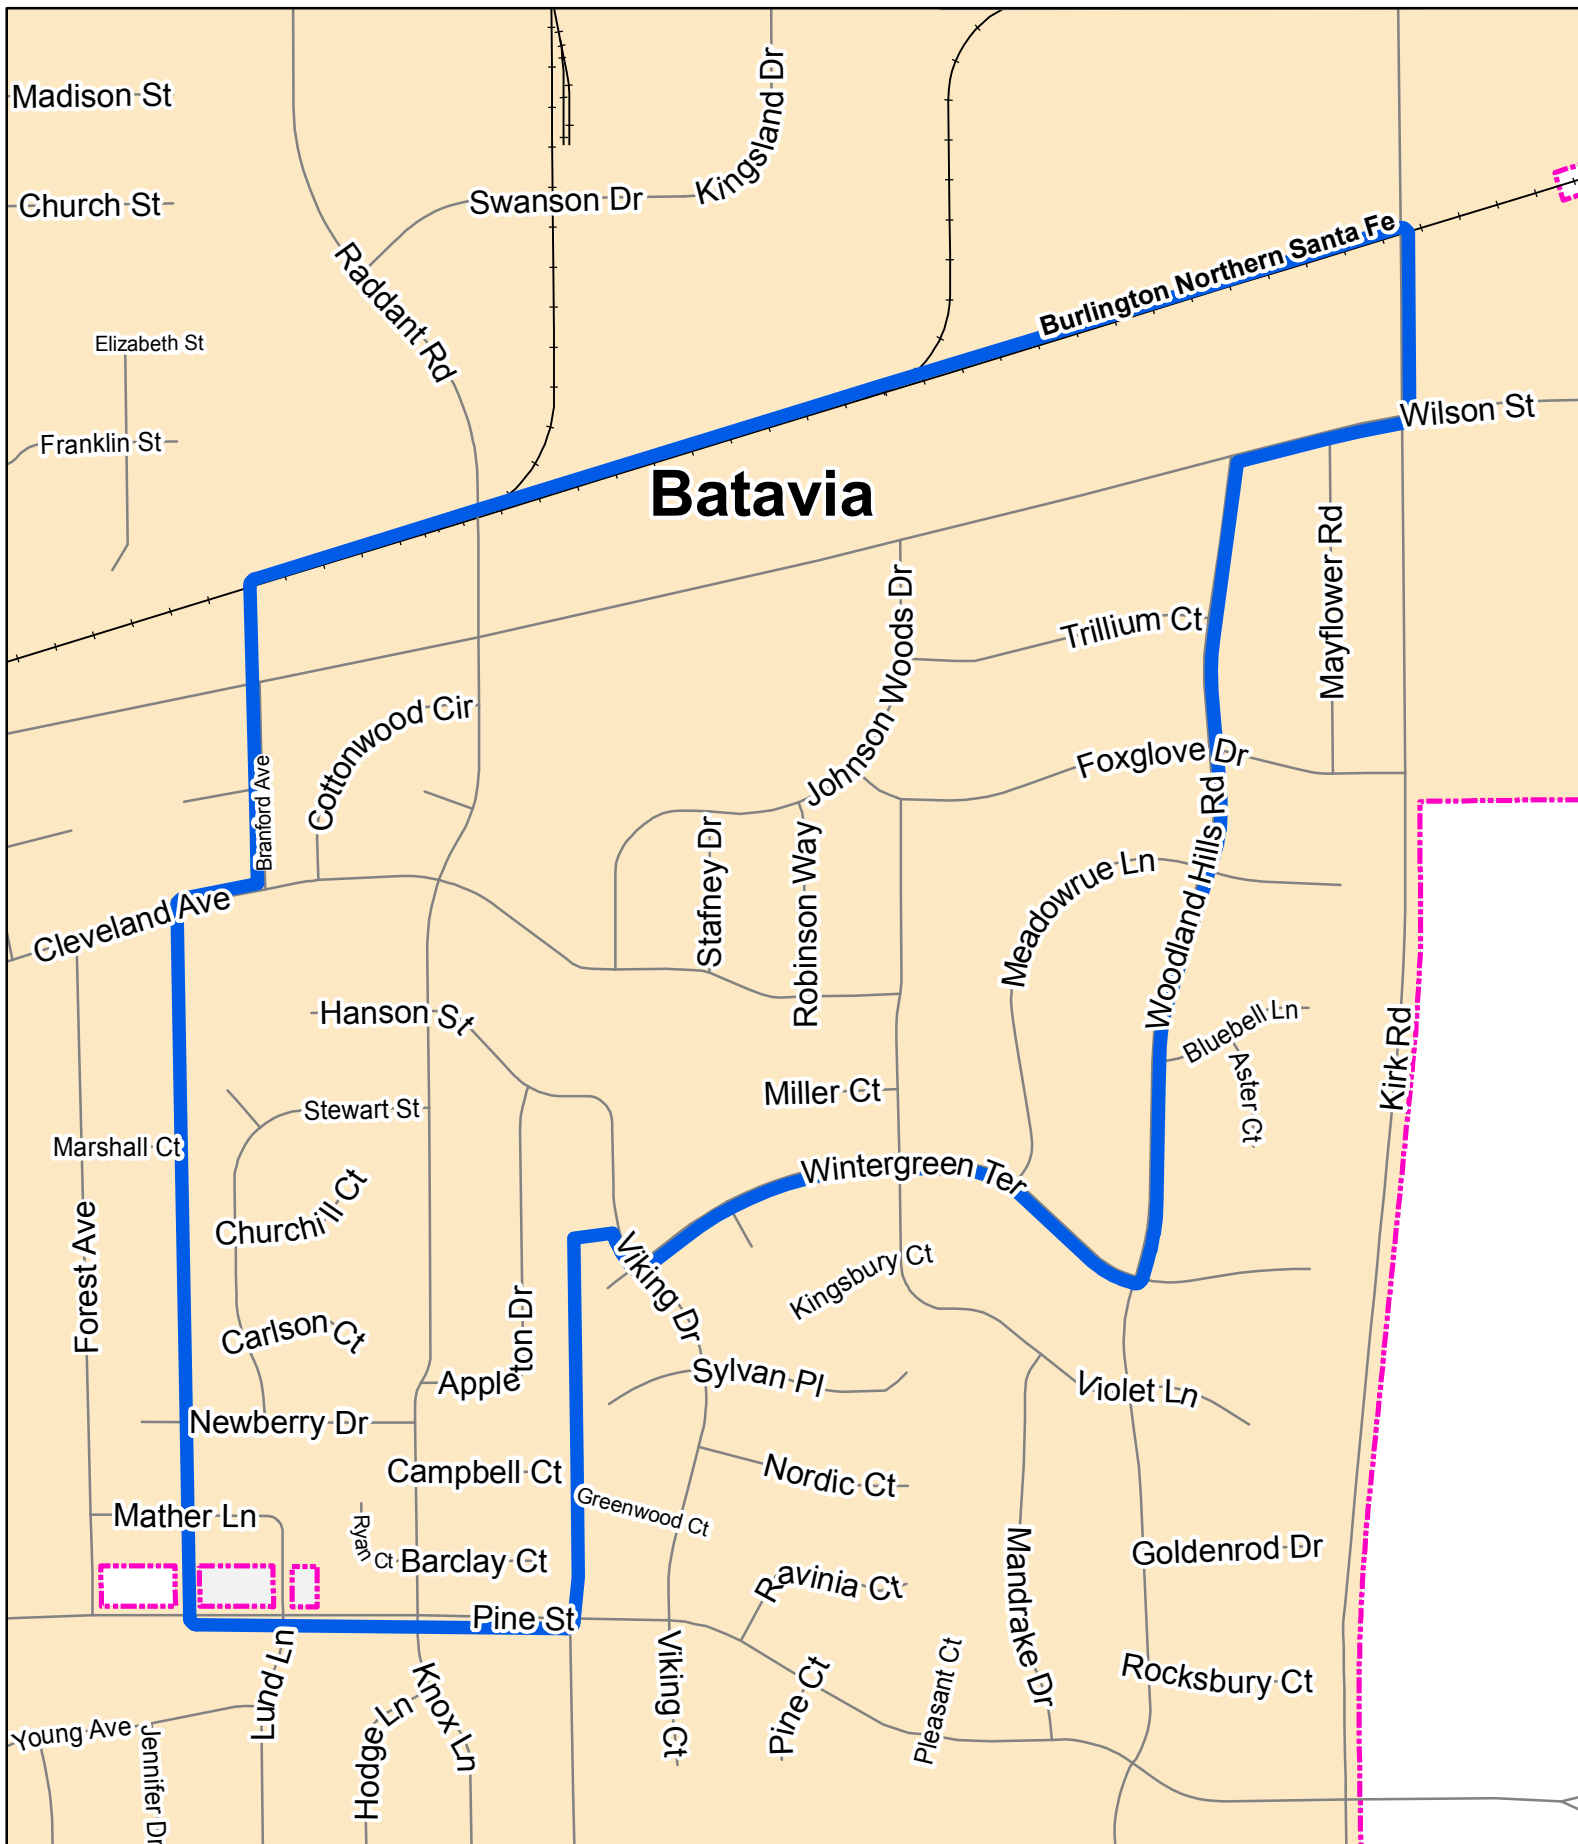 Madison St
Kingsland Dr
Church St
Swanson Dr
Raddant Rd
Burlington Northern Santa Fe
Elizabeth St
Franklin St
Wilson St
Batavia
Mayflower Rd
Johnson Woods Dr
Trillium Ct
Cottonwood Cir
Foxglove Dr
Branford Ave
Woodland Hills Rd
Stafney Dr
Robinson Way
Meadowrue Ln
Cleveland Ave
Hanson St
Bluebell Ln
Kirk Rd
Aster Ct
Miller Ct
Stewart St
Marshall Ct
Wintergreen Ter
Churchill Ct
Forest Ave
Viking Dr
Kingsbury Ct
Carlson Ct
Appleton Dr
Sylvan Pl
Violet Ln
Newberry Dr
Campbell Ct
Nordic Ct
Greenwood Ct
Mather Ln
Ryan Ct
Barclay Ct
Mandrake Dr
Goldenrod Dr
Ravinia Ct
Pine St
Lund Ln
Viking Ct
Pine Ct
Pleasant Ct
Rocksbury Ct
Knox Ln
Hodge Ln
Young Ave
Jennifer Dr